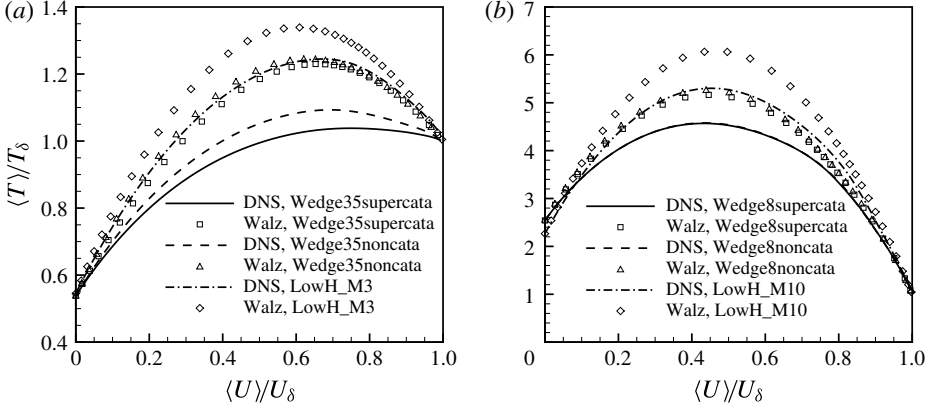 (a)
1.4
1.2
1.0
0.8
0.6
0.4
⟨T⟩/T_δ
DNS, Wedge35supercata
Walz, Wedge35supercata
DNS, Wedge35noncata
Walz, Wedge35noncata
DNS, LowH_M3
Walz, LowH_M3
0 0.2 0.4 0.6 0.8 1.0
⟨U⟩/U_δ
(b)
7
6
5
4
3
2
1
DNS, Wedge8supercata
Walz, Wedge8supercata
DNS, Wedge8noncata
Walz, Wedge8noncata
DNS, LowH_M10
Walz, LowH_M10
0 0.2 0.4 0.6 0.8 1.0
⟨U⟩/U_δ